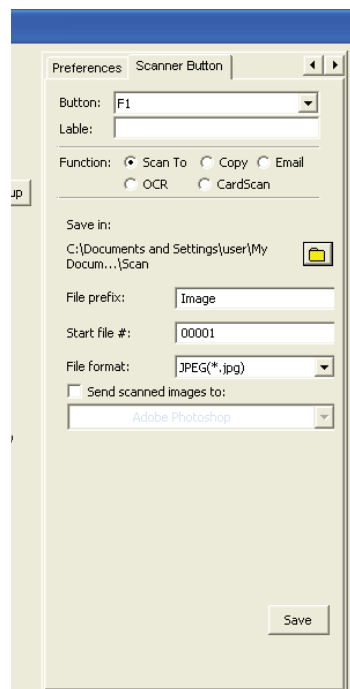 Preferences Scanner Button
Button: F1
Lable:
Function: Scan To Copy Email
OCR CardScan
up
Save in:
C:\Documents and Settings\user\My
Docum...\Scan
File prefix: Image
Start file #: 00001
File format: JPEG(*.jpg)
Send scanned images to:
Adobe Photoshop
Save